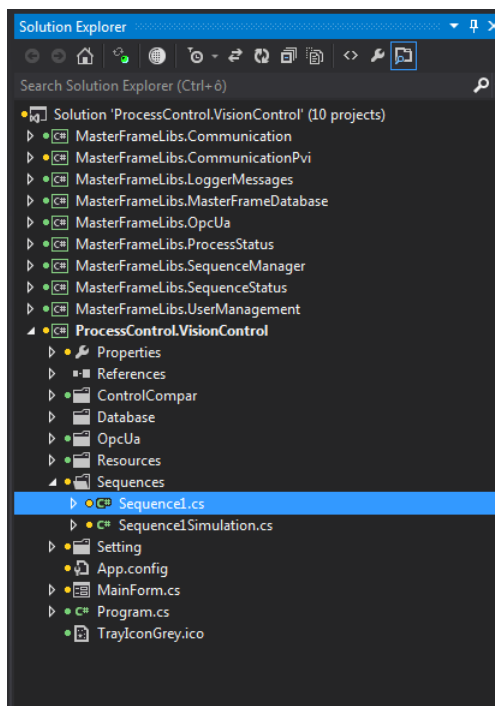 Solution Explorer
Search Solution Explorer (Ctrl+ô)
Solution 'ProcessControl.VisionControl' (10 projects)
C# MasterFrameLibs.Communication
C# MasterFrameLibs.CommunicationPvi
C# MasterFrameLibs.LoggerMessages
C# MasterFrameLibs.MasterFrameDatabase
C# MasterFrameLibs.OpcUa
C# MasterFrameLibs.ProcessStatus
C# MasterFrameLibs.SequenceManager
C# MasterFrameLibs.SequenceStatus
C# MasterFrameLibs.UserManagement
C# ProcessControl.VisionControl
Properties
References
ControlCompar
Database
OpcUa
Resources
Sequences
C# Sequence1.cs
C# Sequence1Simulation.cs
Setting
App.config
MainForm.cs
C# Program.cs
TrayIconGrey.ico